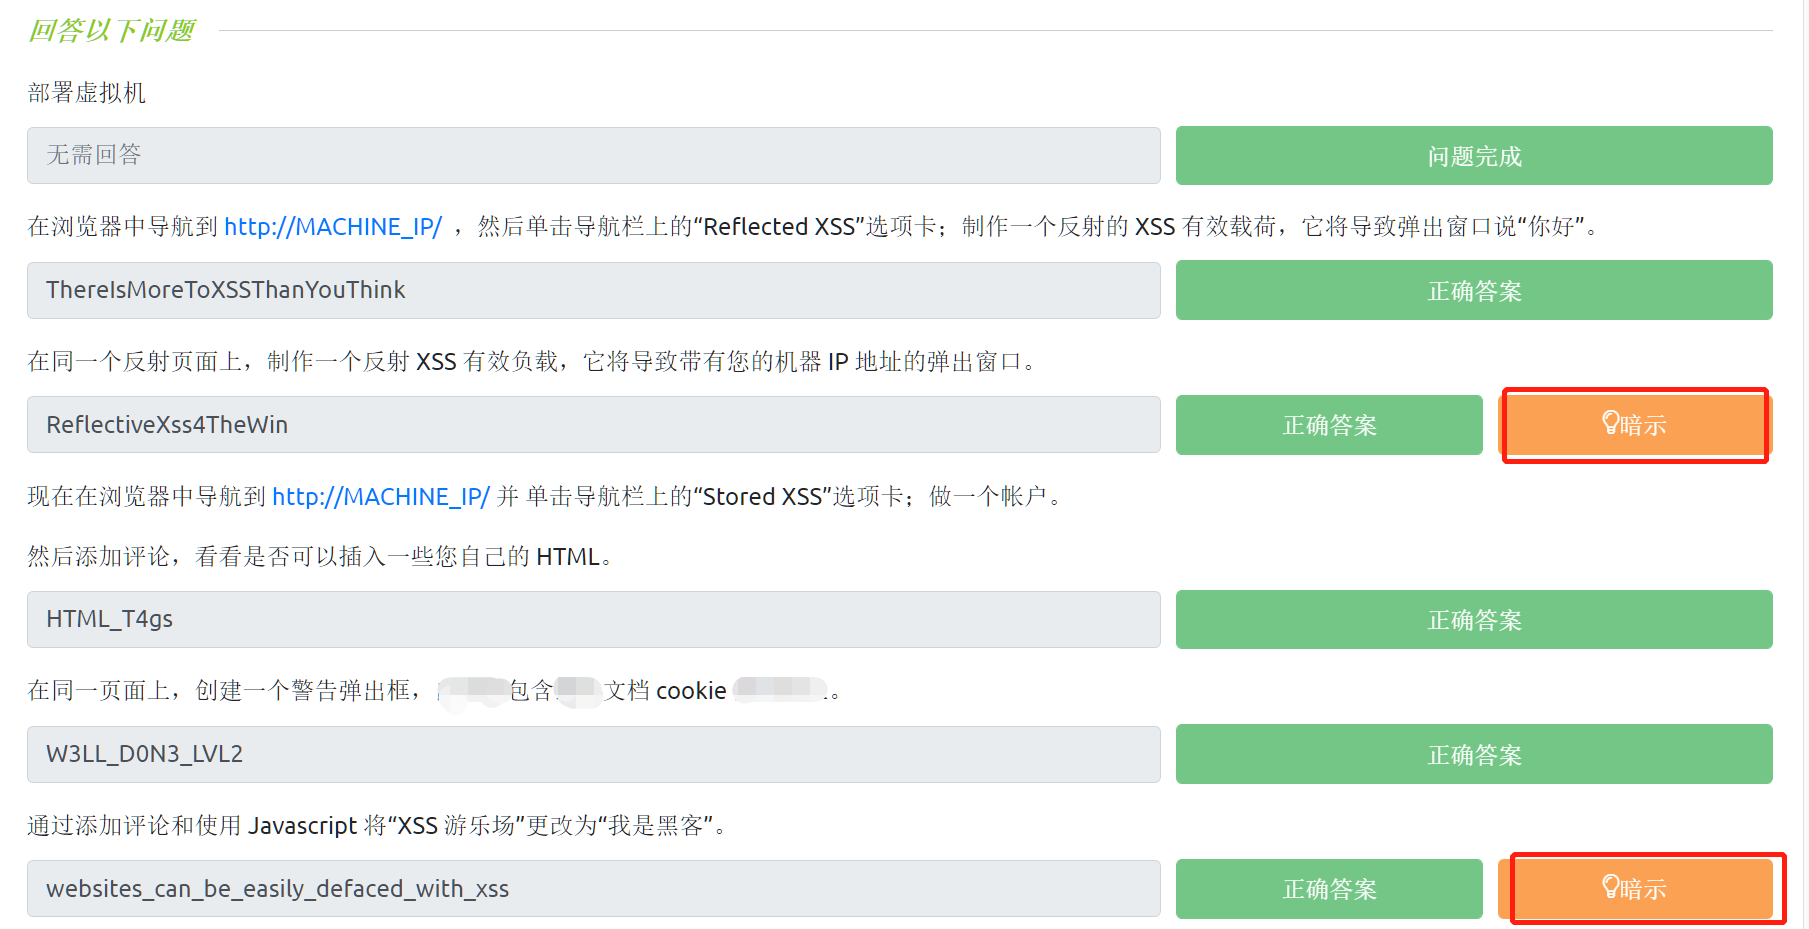 回答以下问题
部署虚拟机
无需回答 问题完成
在浏览器中导航到 http://MACHINE_IP/ ，然后单击导航栏上的“Reflected XSS”选项卡；制作一个反射的 XSS 有效载荷，它将导致弹出窗口说“你好”。
ThereIsMoreToXSSThanYouThink 正确答案
在同一个反射页面上，制作一个反射 XSS 有效负载，它将导致带有您的机器 IP 地址的弹出窗口。
ReflectiveXss4TheWin 正确答案 暗示
现在在浏览器中导航到 http://MACHINE_IP/ 并 单击导航栏上的“Stored XSS”选项卡；做一个帐户。
然后添加评论，看看是否可以插入一些您自己的 HTML。
HTML_T4gs 正确答案
在同一页面上，创建一个警告弹出框， 包含 文档 cookie 。
W3LL_D0N3_LVL2 正确答案
通过添加评论和使用 Javascript 将“XSS 游乐场”更改为“我是黑客”。
websites_can_be_easily_defaced_with_xss 正确答案 暗示